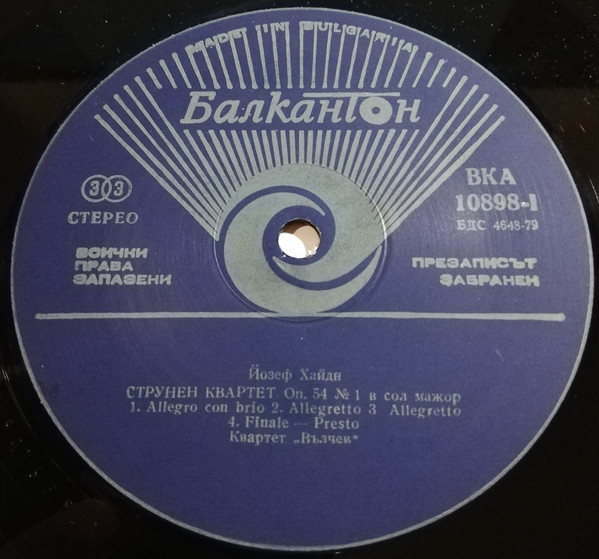 MADE IN BULGARIA
Балкантон
33
СТЕРЕО
ВКА
10898-1
БДС 4648-79
ВСИЧКИ
ПРАВА
ЗАПАЗЕНИ
ПРЕЗАПИСЪТ
ЗАБРАНЕН
Йозеф Хайдн
СТРУНЕН КВАРТЕТ Оп. 54 № 1 в сол мажор
1. Allegro con brio 2. Allegretto 3 Allegretto
4. Finale — Presto
Квартет „Вълчев“